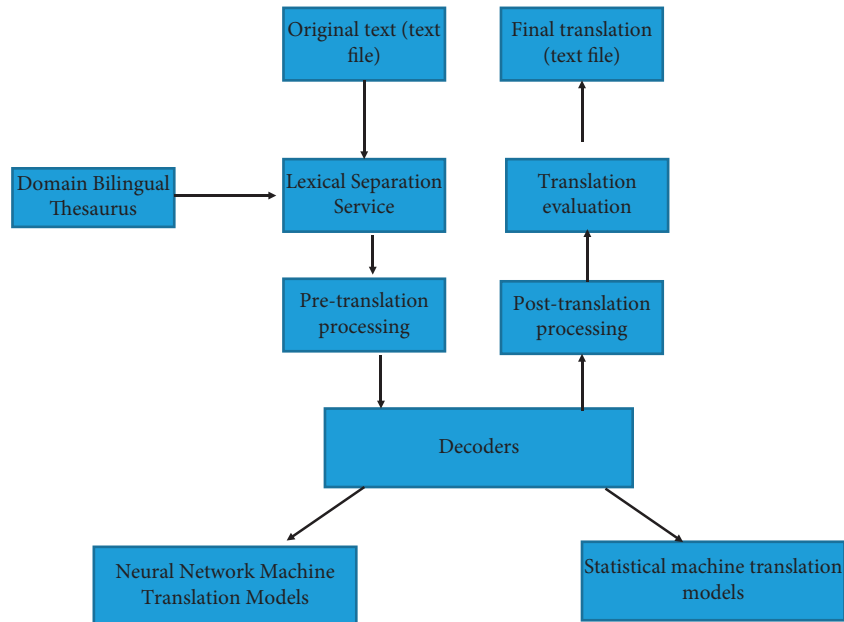 Original text (text
file)
Final translation
(text file)
Domain Bilingual
Thesaurus
Lexical Separation
Service
Translation
evaluation
Pre-translation
processing
Post-translation
processing
Decoders
Neural Network Machine
Translation Models
Statistical machine translation
models